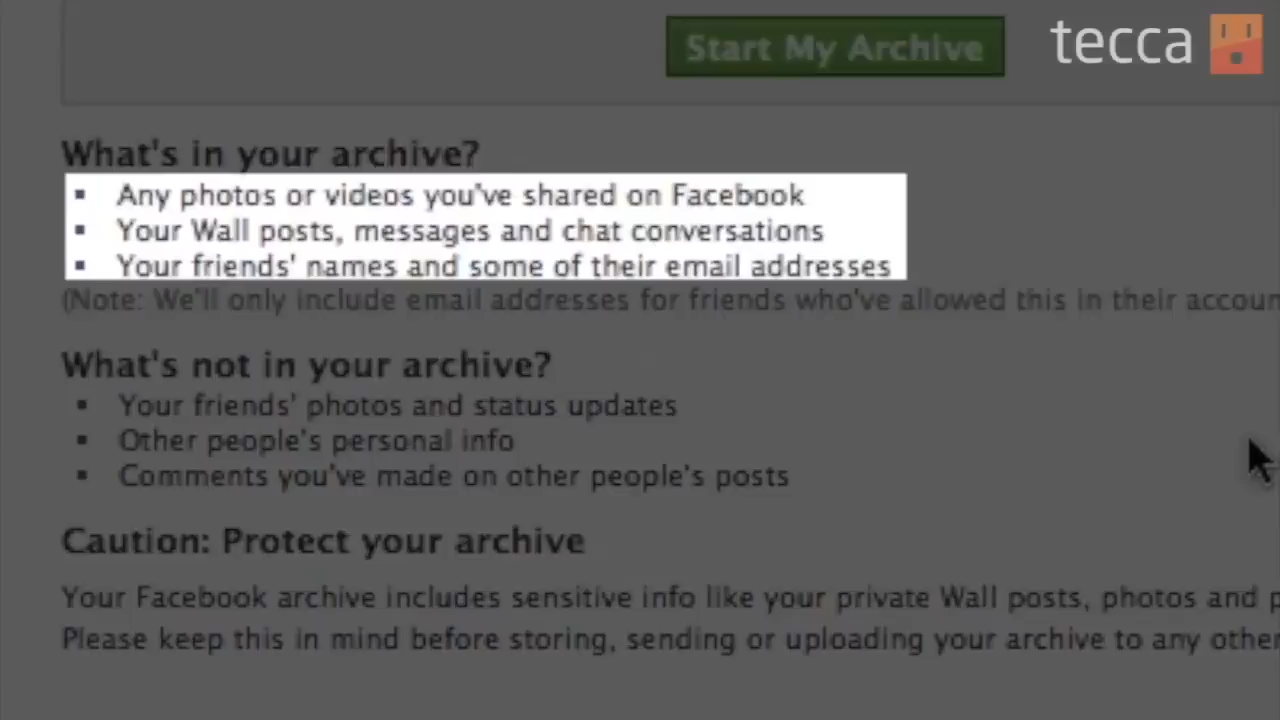 Start My Archive
tecca
What's in your archive?
▪ Any photos or videos you've shared on Facebook
▪ Your Wall posts, messages and chat conversations
▪ Your friends' names and some of their email addresses
(Note: We'll only include email addresses for friends who've allowed this in their accoun
What's not in your archive?
▪ Your friends' photos and status updates
▪ Other people's personal info
▪ Comments you've made on other people's posts
Caution: Protect your archive
Your Facebook archive includes sensitive info like your private Wall posts, photos and p
Please keep this in mind before storing, sending or uploading your archive to any other